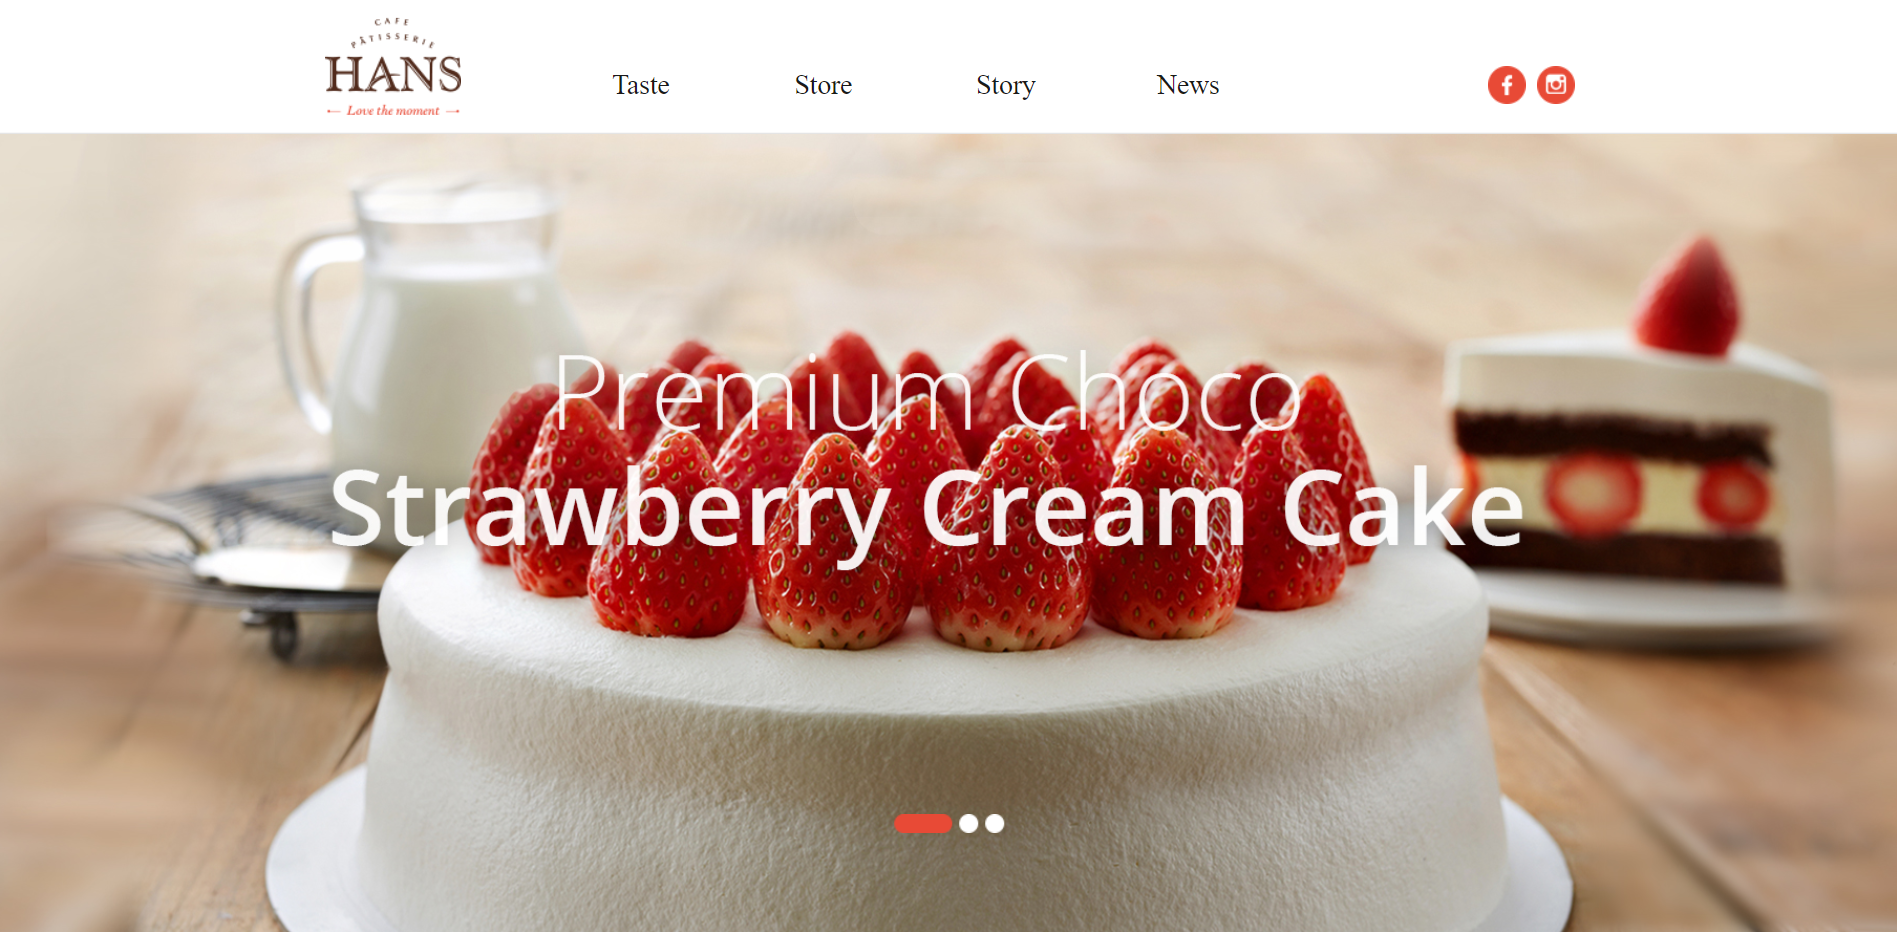 CAFE
PÂTISSERIE
HANS
Love the moment
Taste
Store
Story
News
Premium Choco
Strawberry Cream Cake